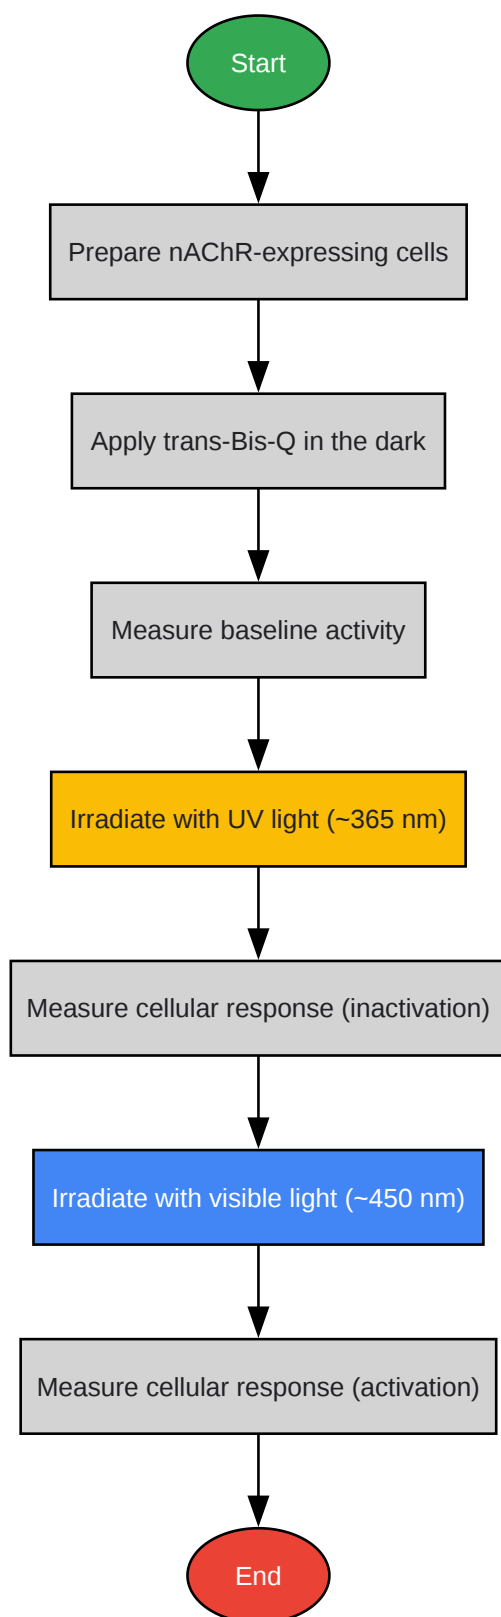 Start
Prepare nAChR-expressing cells
Apply trans-Bis-Q in the dark
Measure baseline activity
Irradiate with UV light (~365 nm)
Measure cellular response (inactivation)
Irradiate with visible light (~450 nm)
Measure cellular response (activation)
End